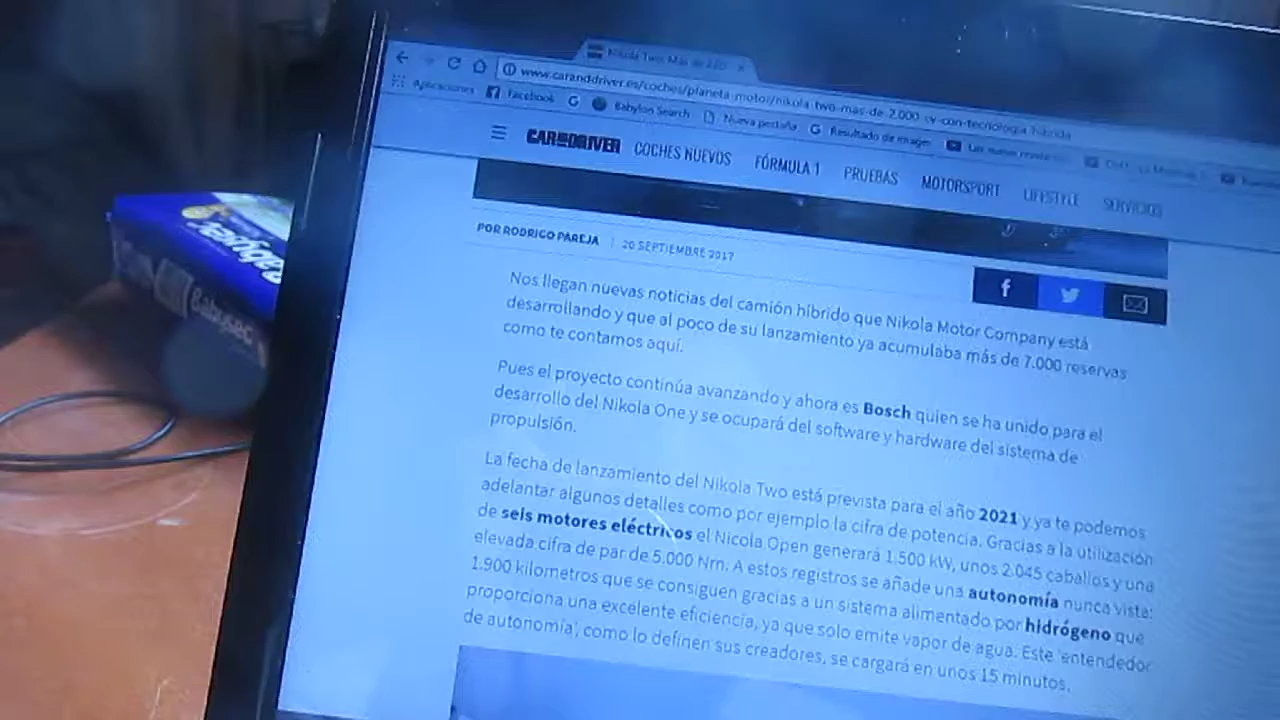 Nikola Two: Más de
www.caranddriver.es/coches/planeta-motor/nikola-two-mas-de-2.000-cv-con-tecnologia-hibrida
Aplicaciones Facebook Babylon Search Nueva pestaña Resultado de imagen
CAR DRIVER COCHES NUEVOS FÓRMULA 1 PRUEBAS MOTORSPORT LIFESTYLE SERVICIOS
POR RODRIGO PAREJA | 20 SEPTIEMBRE 2017
Nos llegan nuevas noticias del camión híbrido que Nikola Motor Company está
desarrollando y que al poco de su lanzamiento ya acumulaba más de 7.000 reservas
como te contamos aquí.
Pues el proyecto continúa avanzando y ahora es Bosch quien se ha unido para el
desarrollo del Nikola One y se ocupará del software y hardware del sistema de
propulsión.
La fecha de lanzamiento del Nikola Two está prevista para el año 2021 y ya te podemos
adelantar algunos detalles como por ejemplo la cifra de potencia. Gracias a la utilización
de seis motores eléctricos el Nicola Open generará 1.500 kW, unos 2.045 caballos y una
elevada cifra de par de 5.000 Nm. A estos registros se añade una autonomía nunca vista:
1.900 kilometros que se consiguen gracias a un sistema alimentado por hidrógeno que
proporciona una excelente eficiencia, ya que solo emite vapor de agua. Este 'entendedor
de autonomía', como lo definen sus creadores, se cargará en unos 15 minutos.
Babysec
Babysec